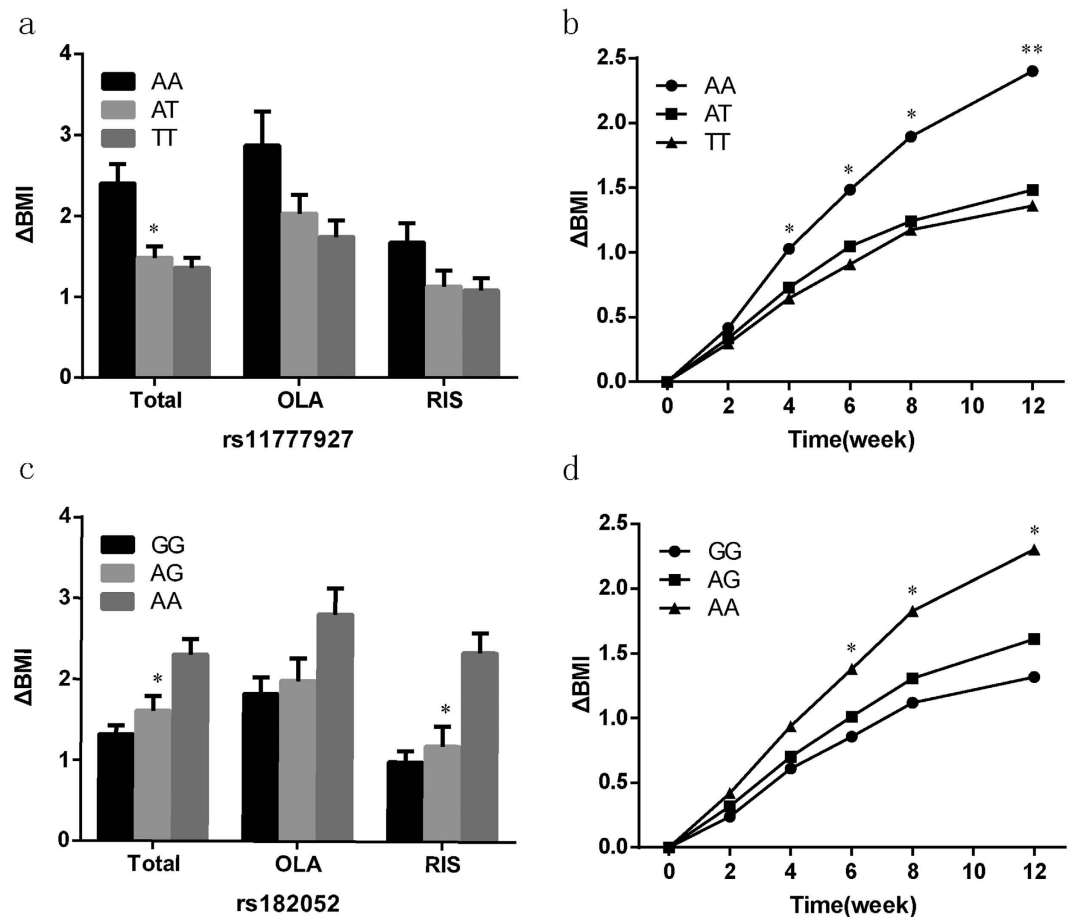 a
4
3
2
1
0
ΔBMI
AA
AT
TT
*
Total OLA RIS
rs11777927
b
2.5
2.0
1.5
1.0
0.5
0.0
ΔBMI
AA
AT
TT
*
*
*
**
0 2 4 6 8 10 12
Time(week)
c
4
3
2
1
0
ΔBMI
GG
AG
AA
*
*
Total OLA RIS
rs182052
d
2.5
2.0
1.5
1.0
0.5
0.0
ΔBMI
GG
AG
AA
*
*
*
0 2 4 6 8 10 12
Time(week)